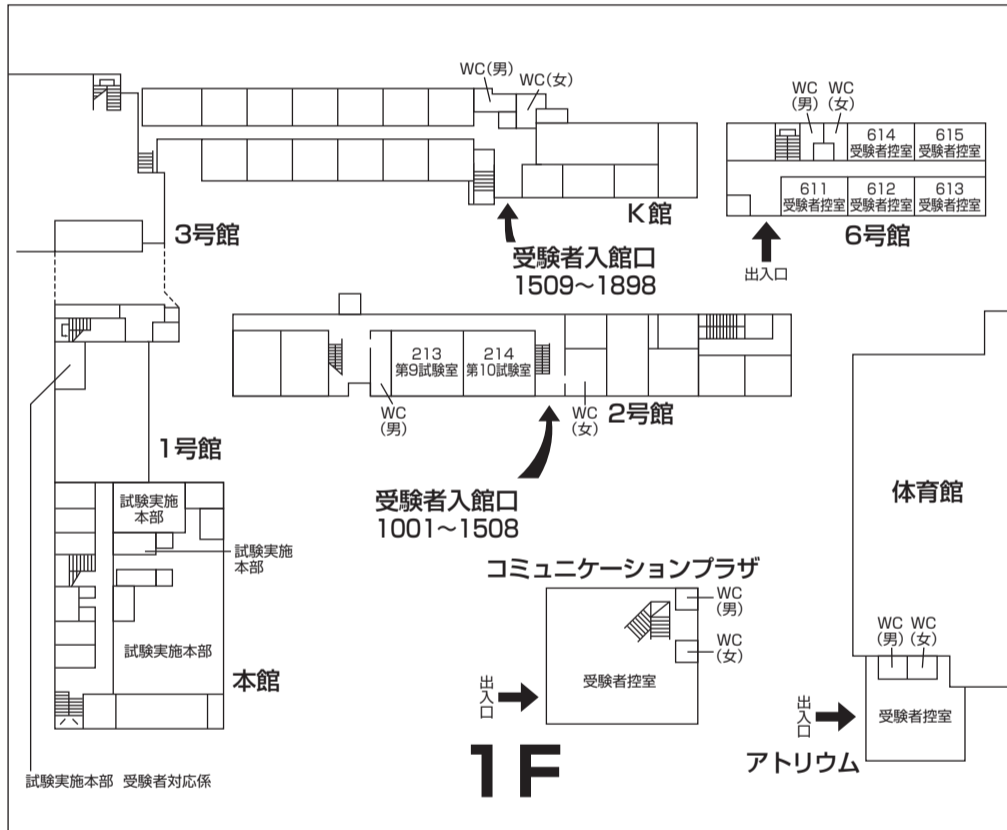 WC(男)
WC(女)
3号館
K館
受験者入館口
1509～1898
WC
(男)
WC
(女)
614
受験者控室
615
受験者控室
611
受験者控室
612
受験者控室
613
受験者控室
6号館
出入口
213
第9試験室
214
第10試験室
WC
(男)
WC
(女)
2号館
受験者入館口
1001～1508
1号館
試験実施
本部
試験実施
本部
試験実施本部
本館
試験実施本部 受験者対応係
コミュニケーションプラザ
WC
(男)
WC
(女)
受験者控室
出入口
1F
体育館
WC
(男)
WC
(女)
受験者控室
出入口
アトリウム